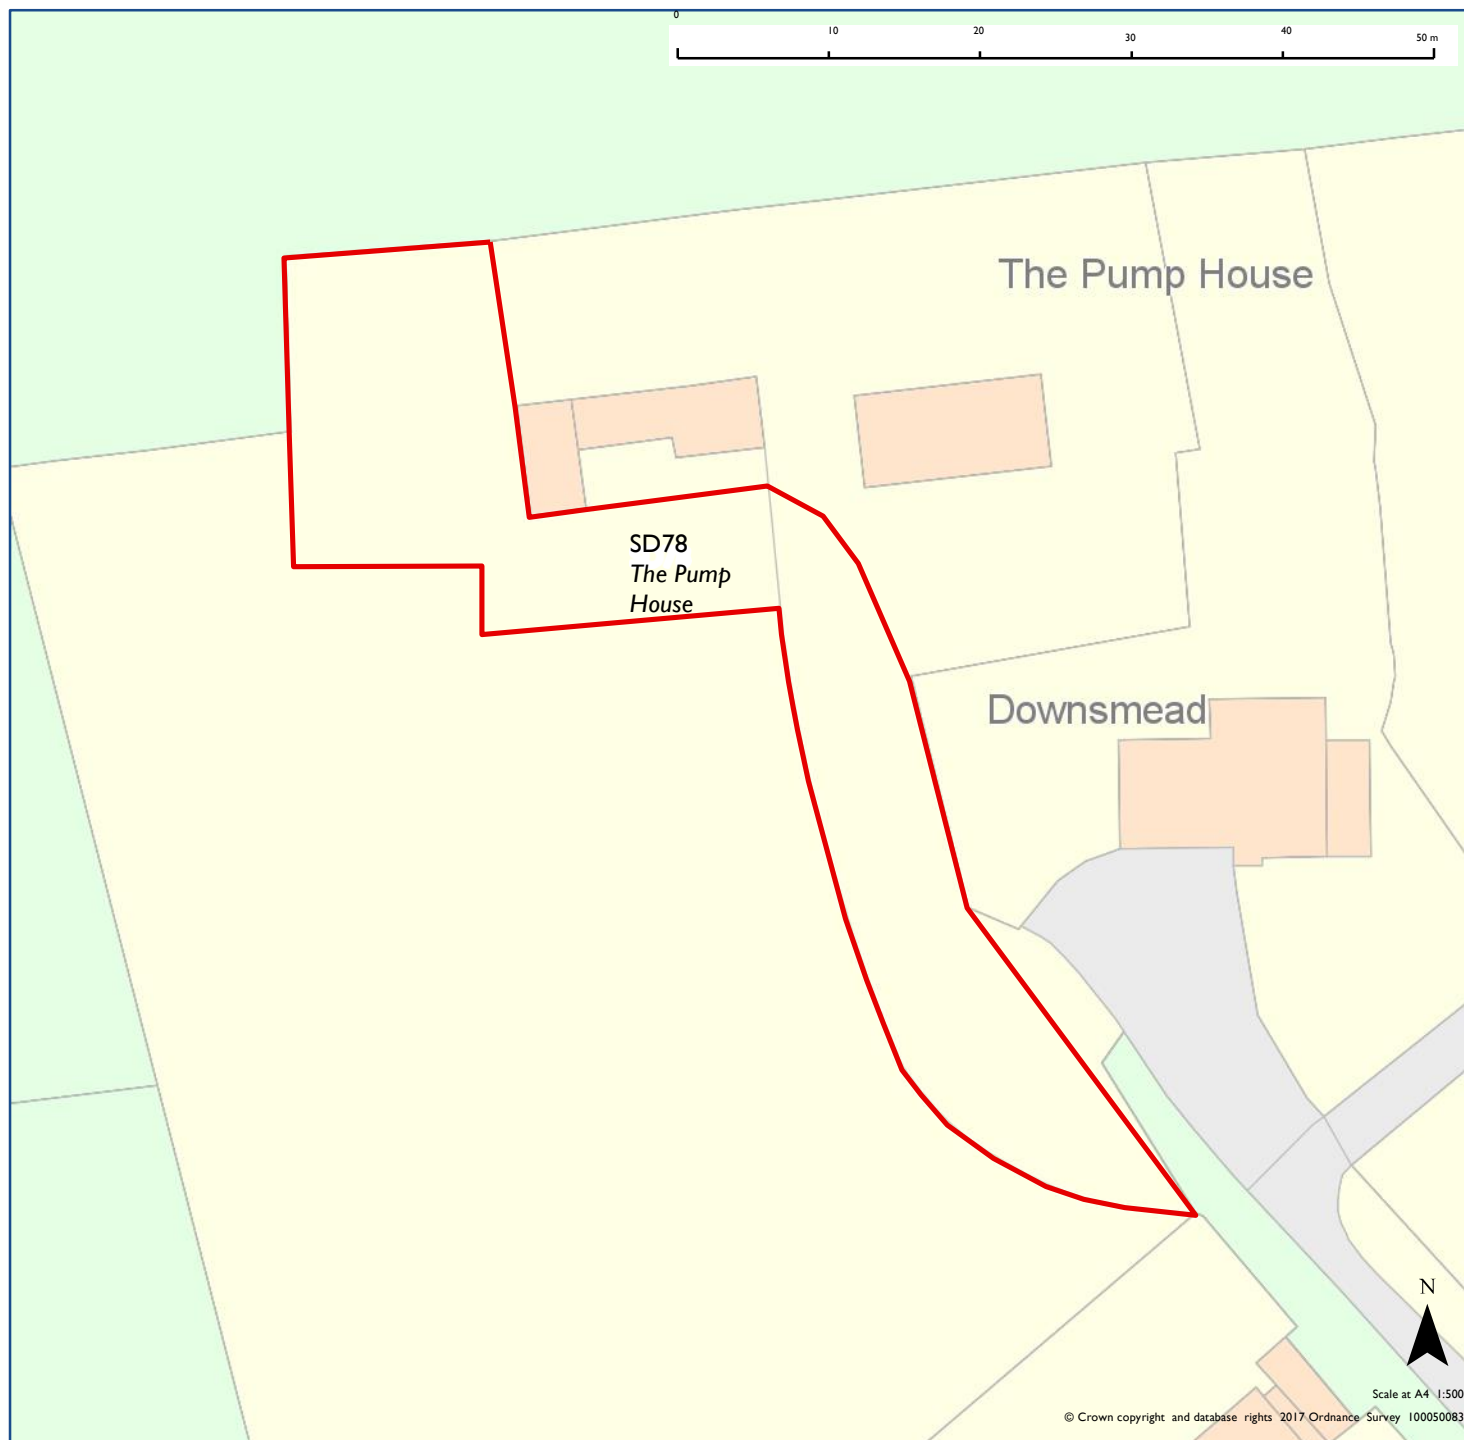 0
10 20 30 40 50 m
The Pump House
SD78
The Pump
House
Downsmead
N
Scale at A4 1:500
© Crown copyright and database rights 2017 Ordnance Survey 100050083